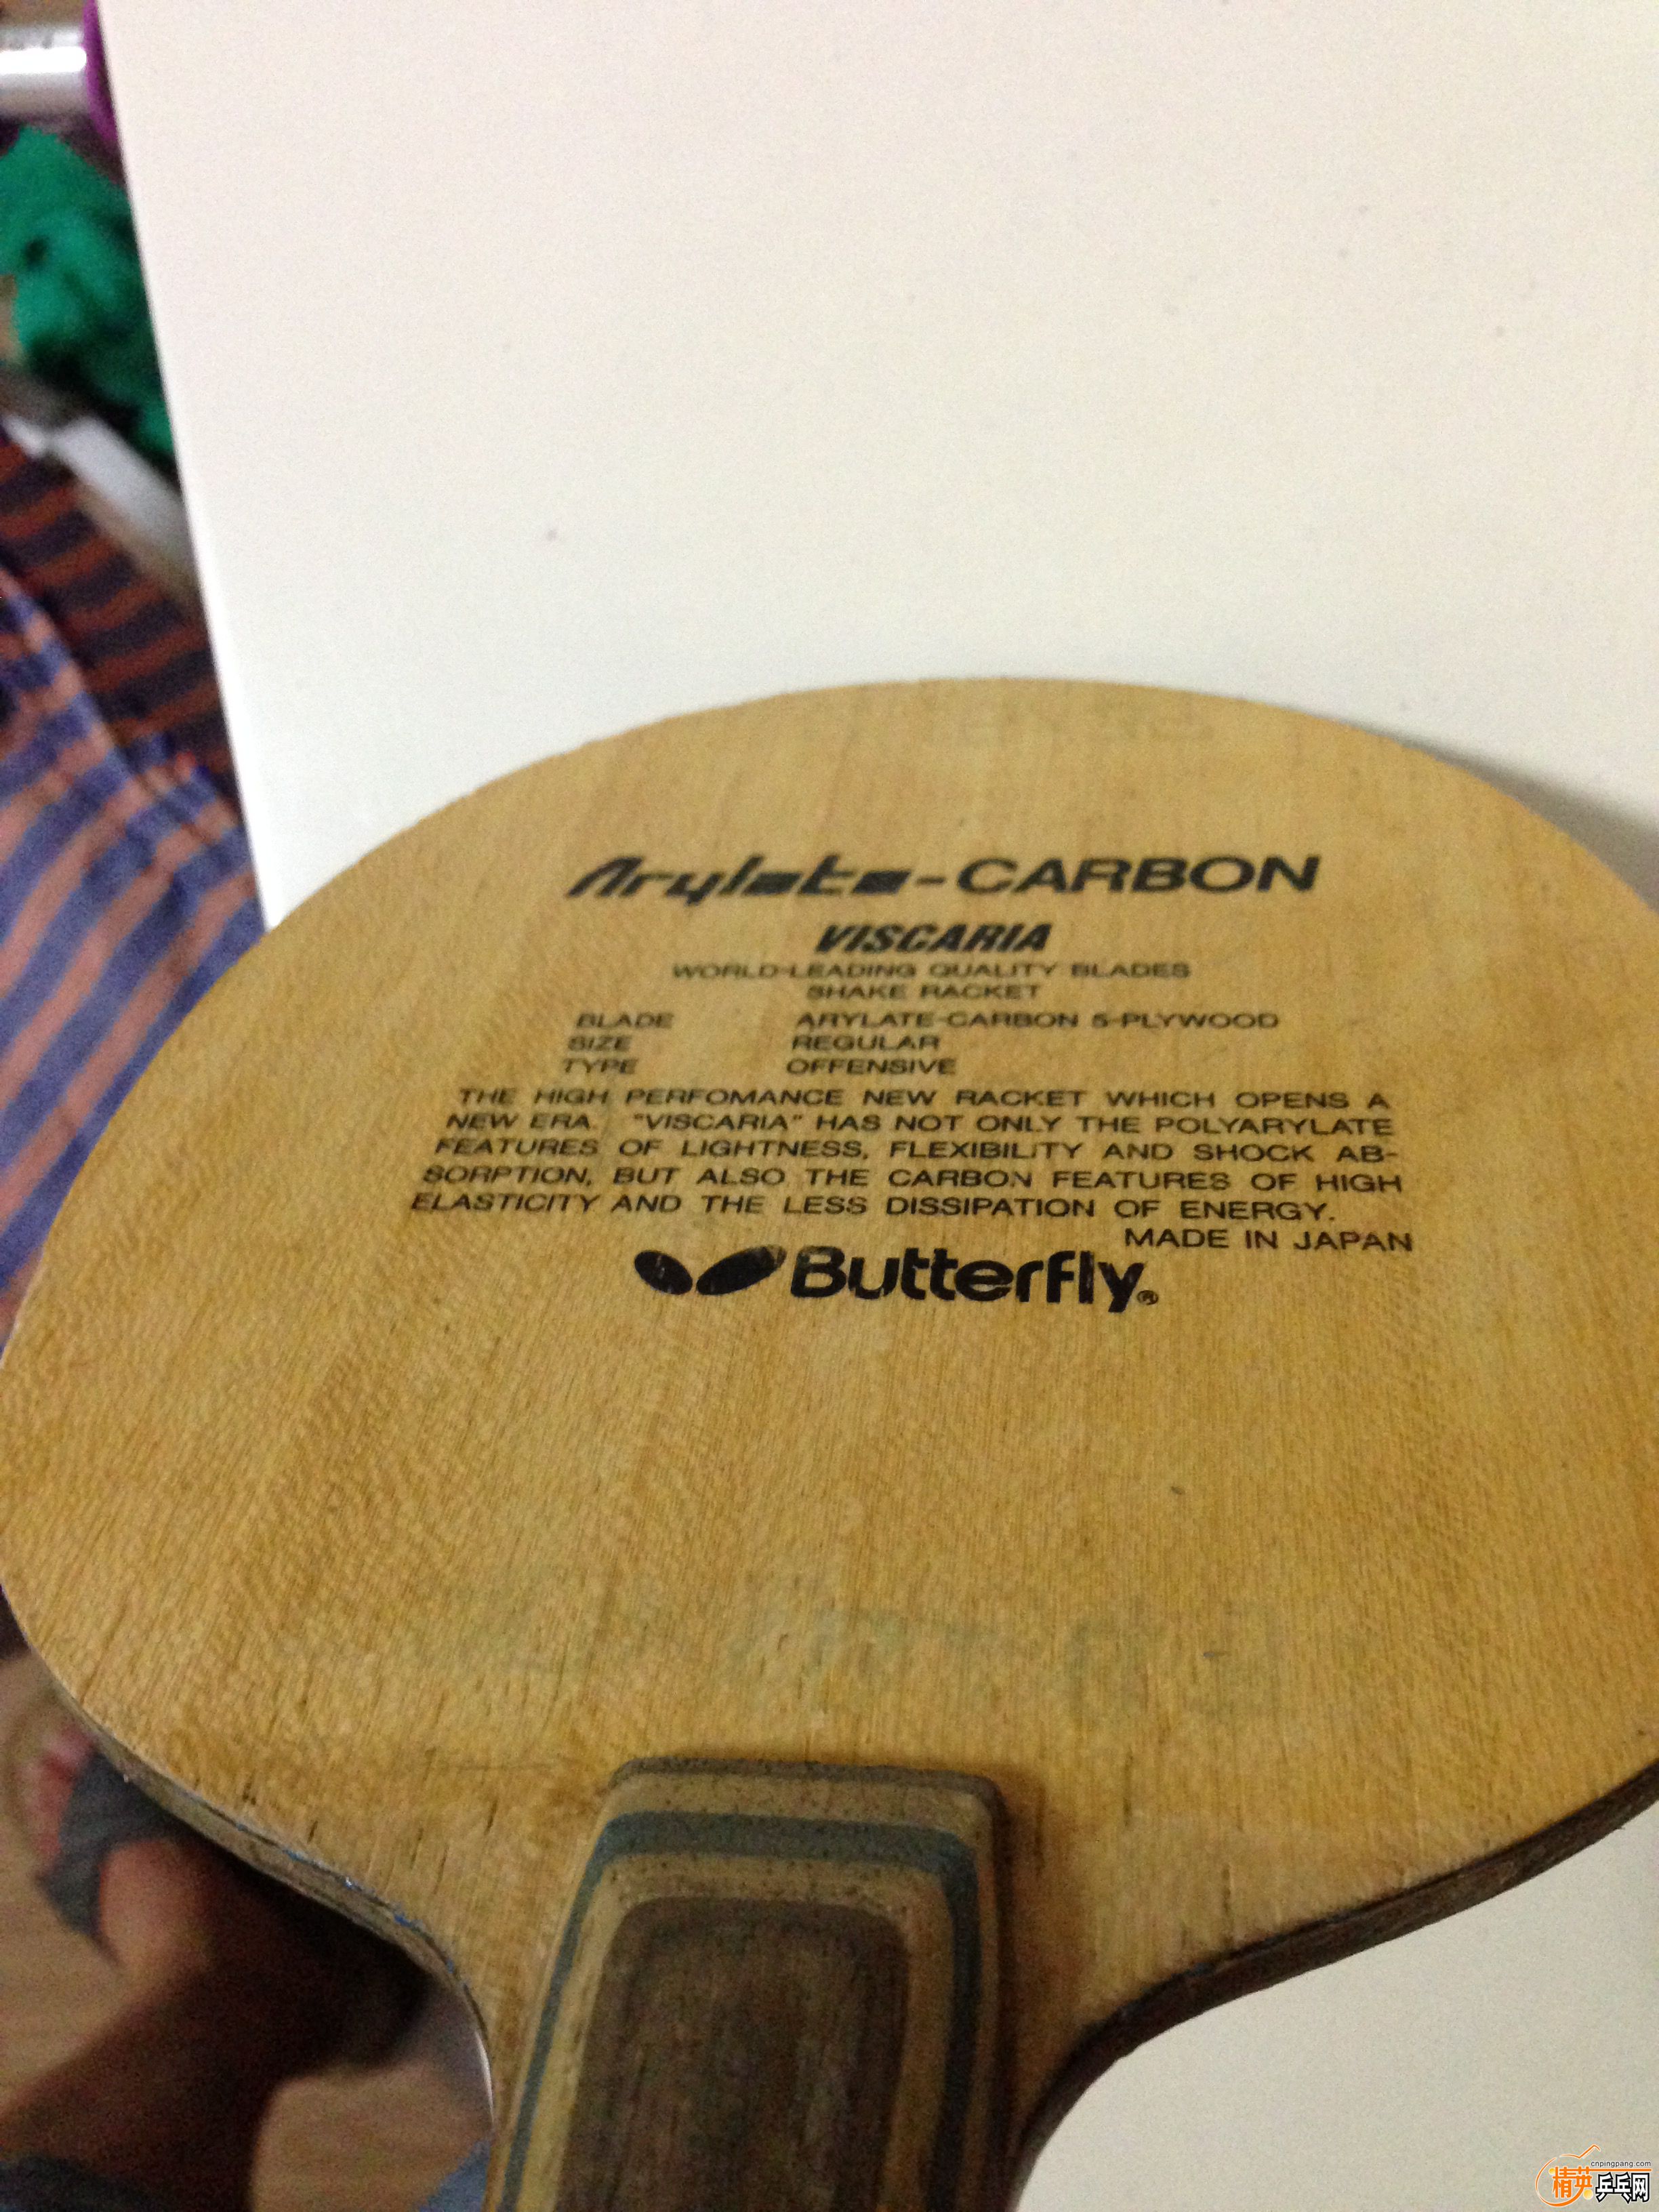 Arylate-CARBON
VISCARIA
WORLD-LEADING QUALITY BLADES
SHAKE RACKET
BLADE ARYLATE-CARBON 5-PLYWOOD
SIZE REGULAR
TYPE OFFENSIVE
THE HIGH PERFOMANCE NEW RACKET WHICH OPENS A
NEW ERA. "VISCARIA" HAS NOT ONLY THE POLYARYLATE
FEATURES OF LIGHTNESS, FLEXIBILITY AND SHOCK AB-
SORPTION, BUT ALSO THE CARBON FEATURES OF HIGH
ELASTICITY AND THE LESS DISSIPATION OF ENERGY.
MADE IN JAPAN
Butterfly®
cnpingpang.com
精英乒乓网